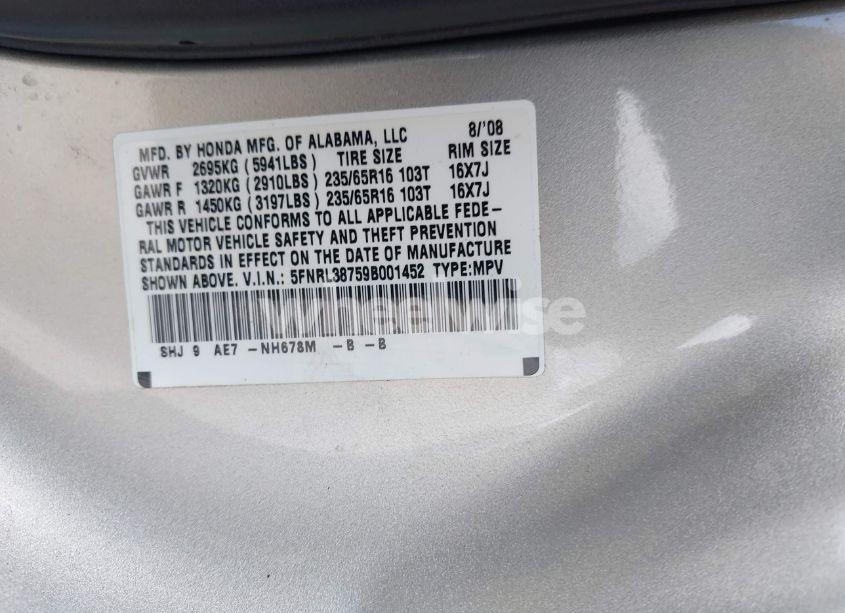 MFD. BY HONDA MFG. OF ALABAMA, LLC 8/'08
GVWR 2695KG (5941LBS) TIRE SIZE RIM SIZE
GAWR F 1320KG (2910LBS) 235/65R16 103T 16X7J
GAWR R 1450KG (3197LBS) 235/65R16 103T 16X7J
THIS VEHICLE CONFORMS TO ALL APPLICABLE FEDE-
RAL MOTOR VEHICLE SAFETY AND THEFT PREVENTION
STANDARDS IN EFFECT ON THE DATE OF MANUFACTURE
SHOWN ABOVE. V.I.N.: 5FNRL38759B001452 TYPE:MPV
wheelwise
SHJ 9 AE7 -NH678M -B -B